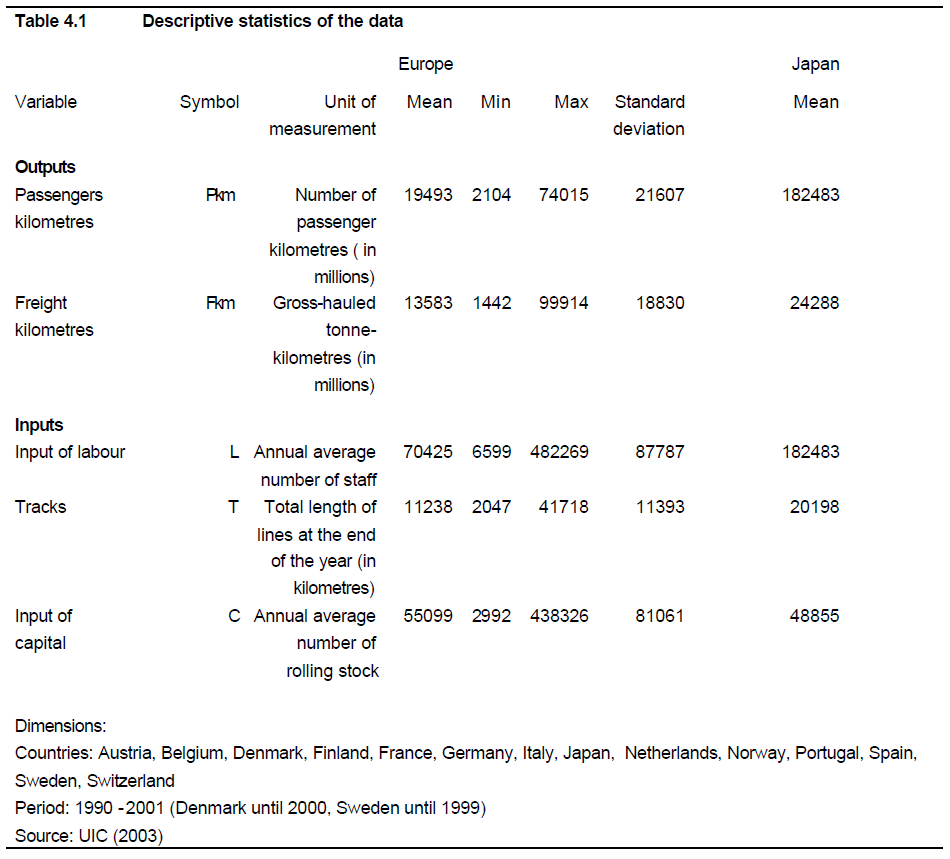 Table 4.1 Descriptive statistics of the data
Europe Japan
Variable Symbol Unit of measurement Mean Min Max Standard deviation Mean
Outputs
Passengers kilometres Pkm Number of passenger kilometres ( in millions) 19493 2104 74015 21607 182483
Freight kilometres Fkm Gross-hauled tonne-kilometres (in millions) 13583 1442 99914 18830 24288
Inputs
Input of labour L Annual average number of staff 70425 6599 482269 87787 182483
Tracks T Total length of lines at the end of the year (in kilometres) 11238 2047 41718 11393 20198
Input of capital C Annual average number of rolling stock 55099 2992 438326 81061 48855
Dimensions:
Countries: Austria, Belgium, Denmark, Finland, France, Germany, Italy, Japan, Netherlands, Norway, Portugal, Spain,
Sweden, Switzerland
Period: 1990 - 2001 (Denmark until 2000, Sweden until 1999)
Source: UIC (2003)